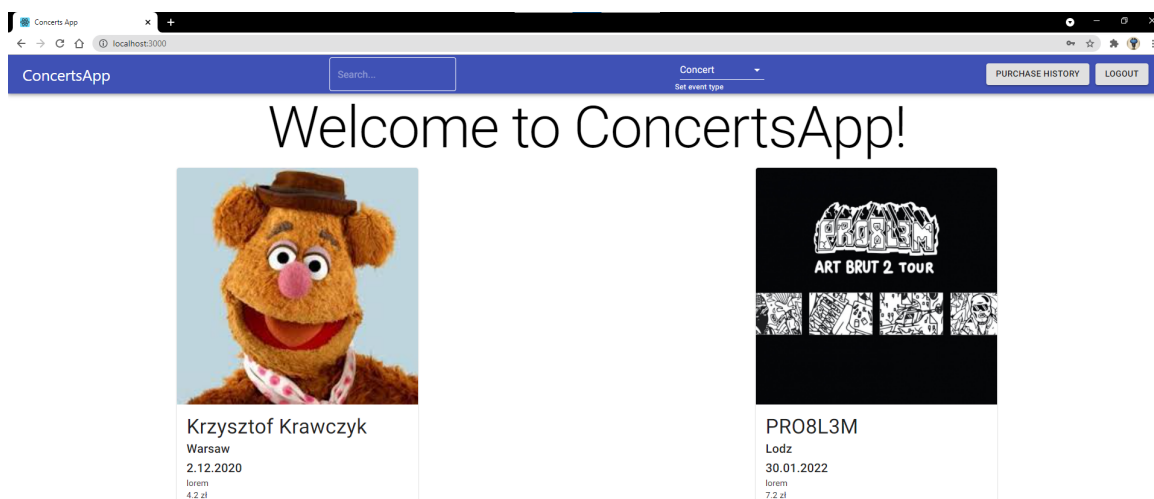 Concerts App
localhost:3000
ConcertsApp
Search...
Concert
Set event type
PURCHASE HISTORY
LOGOUT
Welcome to ConcertsApp!
PRO8L3M
ART BRUT 2 TOUR
Krzysztof Krawczyk
Warsaw
2.12.2020
lorem
4.2 zł
PRO8L3M
Lodz
30.01.2022
lorem
7.2 zł